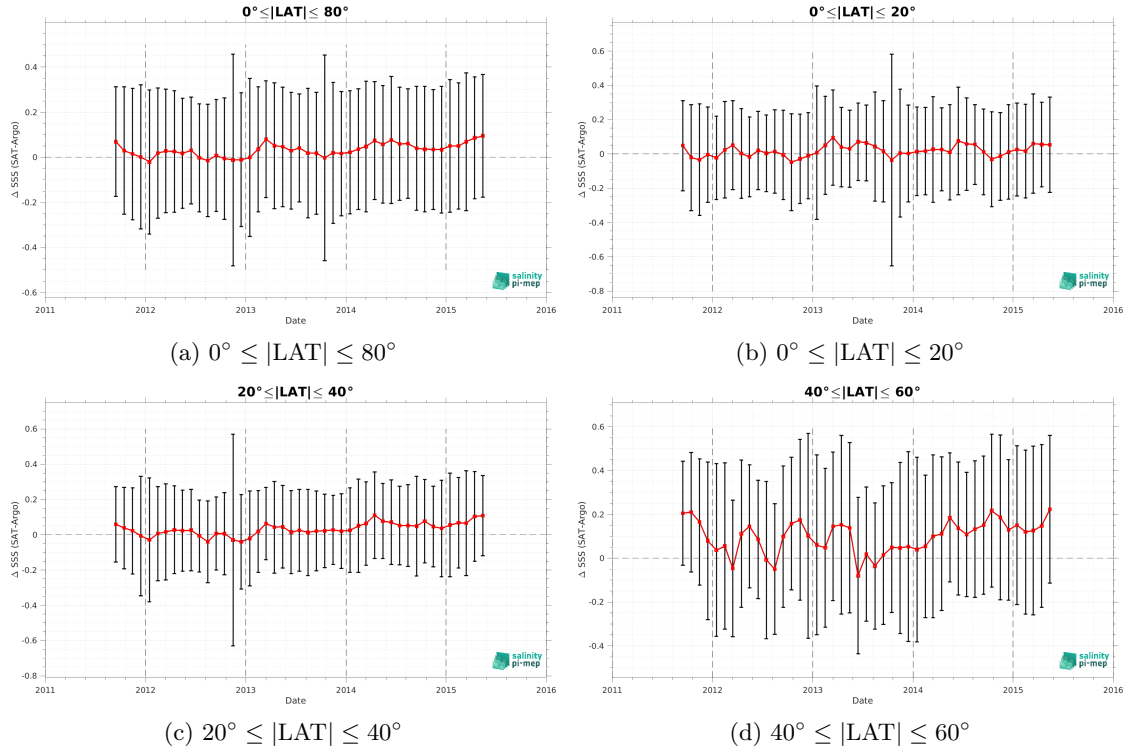 0°≤|LAT|≤ 80°
Δ SSS (SAT-Argo)
0.4
0.2
0
-0.2
-0.4
-0.6
2011 2012 2013 2014 2015 2016
Date
salinity
pi-mep
(a) 0° ≤ |LAT| ≤ 80°
0°≤|LAT|≤ 20°
Δ SSS (SAT-Argo)
0.6
0.4
0.2
0
-0.2
-0.4
-0.6
-0.8
2011 2012 2013 2014 2015 2016
Date
salinity
pi-mep
(b) 0° ≤ |LAT| ≤ 20°
20°≤|LAT|≤ 40°
Δ SSS (SAT-Argo)
0.6
0.4
0.2
0
-0.2
-0.4
-0.6
-0.8
2011 2012 2013 2014 2015 2016
Date
salinity
pi-mep
(c) 20° ≤ |LAT| ≤ 40°
40°≤|LAT|≤ 60°
Δ SSS (SAT-Argo)
0.6
0.4
0.2
0
-0.2
-0.4
2011 2012 2013 2014 2015 2016
Date
salinity
pi-mep
(d) 40° ≤ |LAT| ≤ 60°